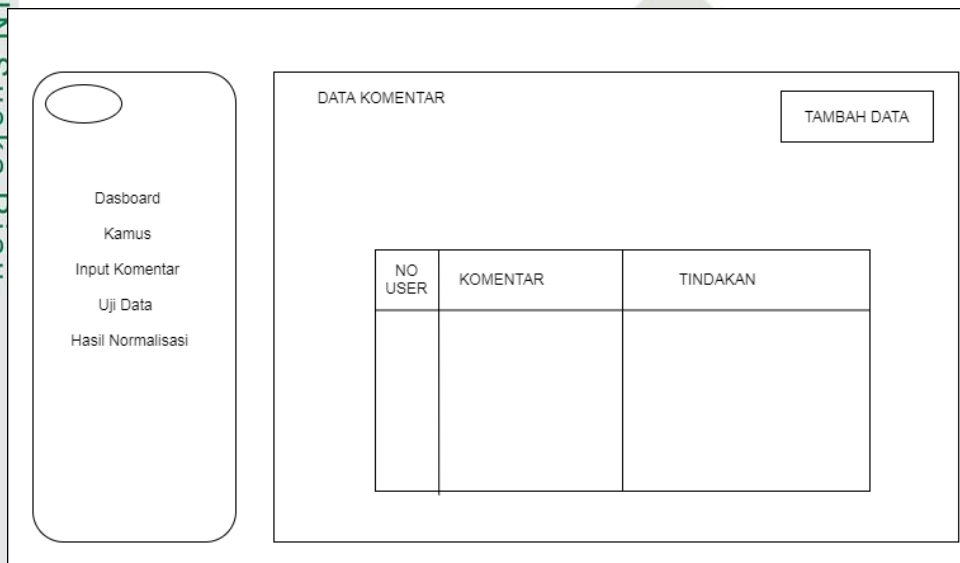 DATA KOMENTAR
TAMBAH DATA
Dasboard
Kamus
Input Komentar
Uji Data
Hasil Normalisasi
NO
USER
KOMENTAR
TINDAKAN